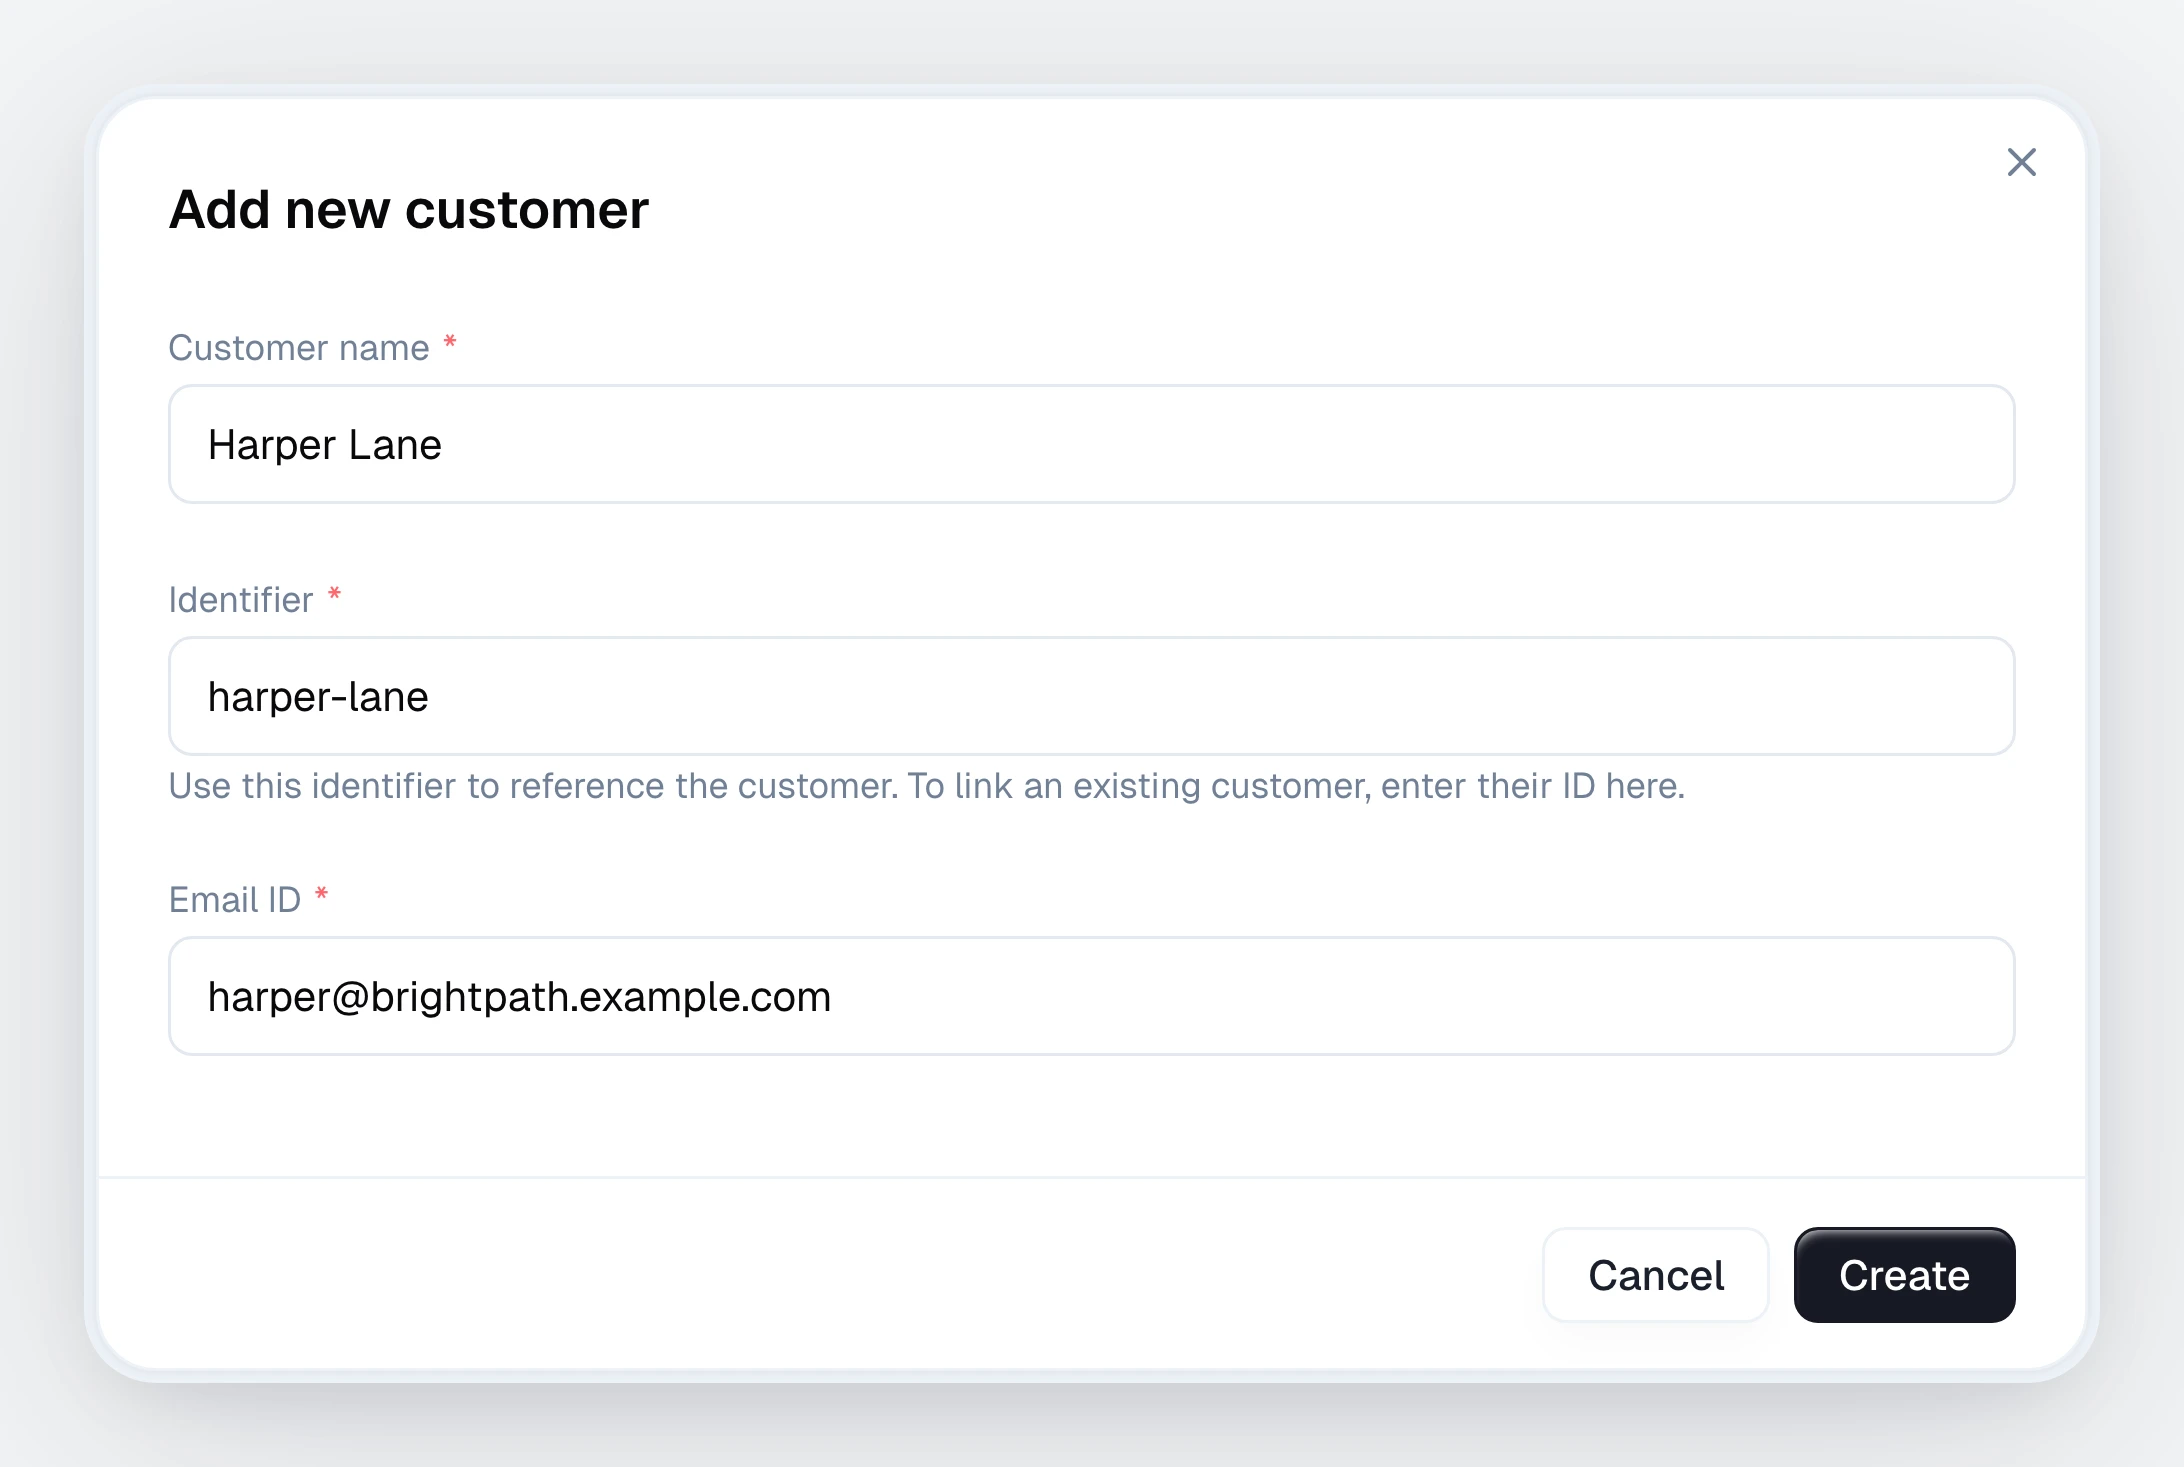 Add new customer
Customer name *
Harper Lane
Identifier *
harper-lane
Use this identifier to reference the customer. To link an existing customer, enter their ID here.
Email ID *
harper@brightpath.example.com
Cancel
Create